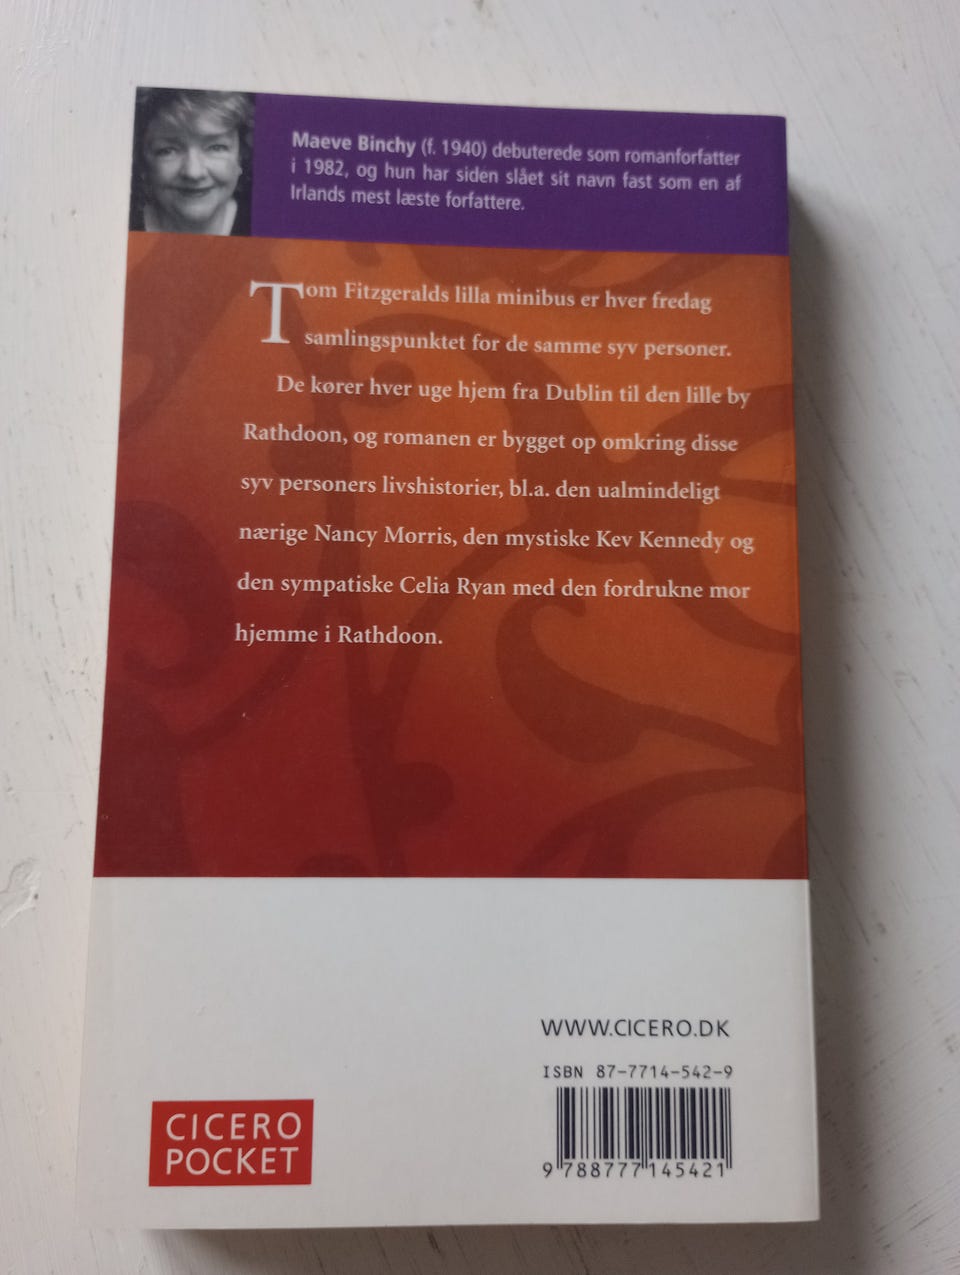 Maeve Binchy (f. 1940) debuterede som romanforfatter
i 1982, og hun har siden slået sit navn fast som en af
Irlands mest læste forfattere.
Tom Fitzgeralds lilla minibus er hver fredag
samlingspunktet for de samme syv personer.
De kører hver uge hjem fra Dublin til den lille by
Rathdoon, og romanen er bygget op omkring disse
syv personers livshistorier, bl.a. den ualmindeligt
nærige Nancy Morris, den mystiske Kev Kennedy og
den sympatiske Celia Ryan med den fordrukne mor
hjemme i Rathdoon.
WWW.CICERO.DK
ISBN 87-7714-542-9
9 788777 145421
CICERO
POCKET